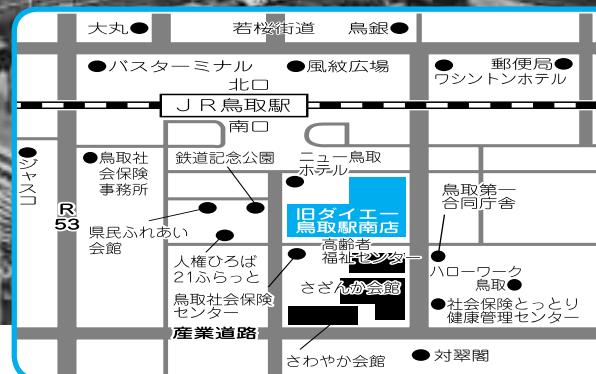 大丸
若桜街道
鳥銀
バスターミナル
風紋広場
郵便局
ワシントンホテル
北口
JR鳥取駅
南口
ジャスコ
鳥取社
会保険
事務所
鉄道記念公園
ニュー鳥取
ホテル
鳥取第一
合同庁舎
R
53
県民ふれあい
会館
旧ダイエー
鳥取駅南店
人権ひろば
21ふらっと
高齢者
福祉センター
ハローワーク
鳥取
鳥取社会保険
センター
さざんか会館
社会保険とっとり
健康管理センター
産業道路
さわやか会館
対翠閣